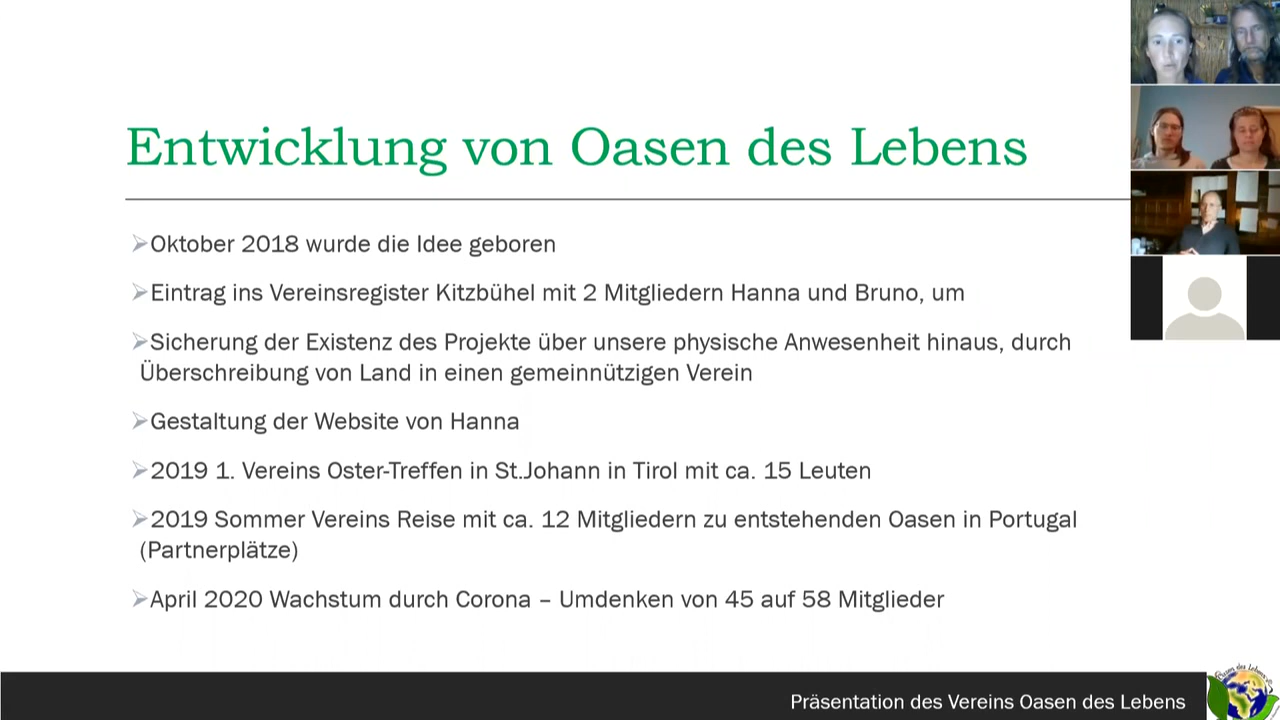 Entwicklung von Oasen des Lebens
➢Oktober 2018 wurde die Idee geboren
➢Eintrag ins Vereinsregister Kitzbühel mit 2 Mitgliedern Hanna und Bruno, um
➢Sicherung der Existenz des Projekte über unsere physische Anwesenheit hinaus, durch
Überschreibung von Land in einen gemeinnützigen Verein
➢Gestaltung der Website von Hanna
➢2019 1. Vereins Oster-Treffen in St.Johann in Tirol mit ca. 15 Leuten
➢2019 Sommer Vereins Reise mit ca. 12 Mitgliedern zu entstehenden Oasen in Portugal
(Partnerplätze)
➢April 2020 Wachstum durch Corona – Umdenken von 45 auf 58 Mitglieder
Präsentation des Vereins Oasen des Lebens
Oasen des Lebens